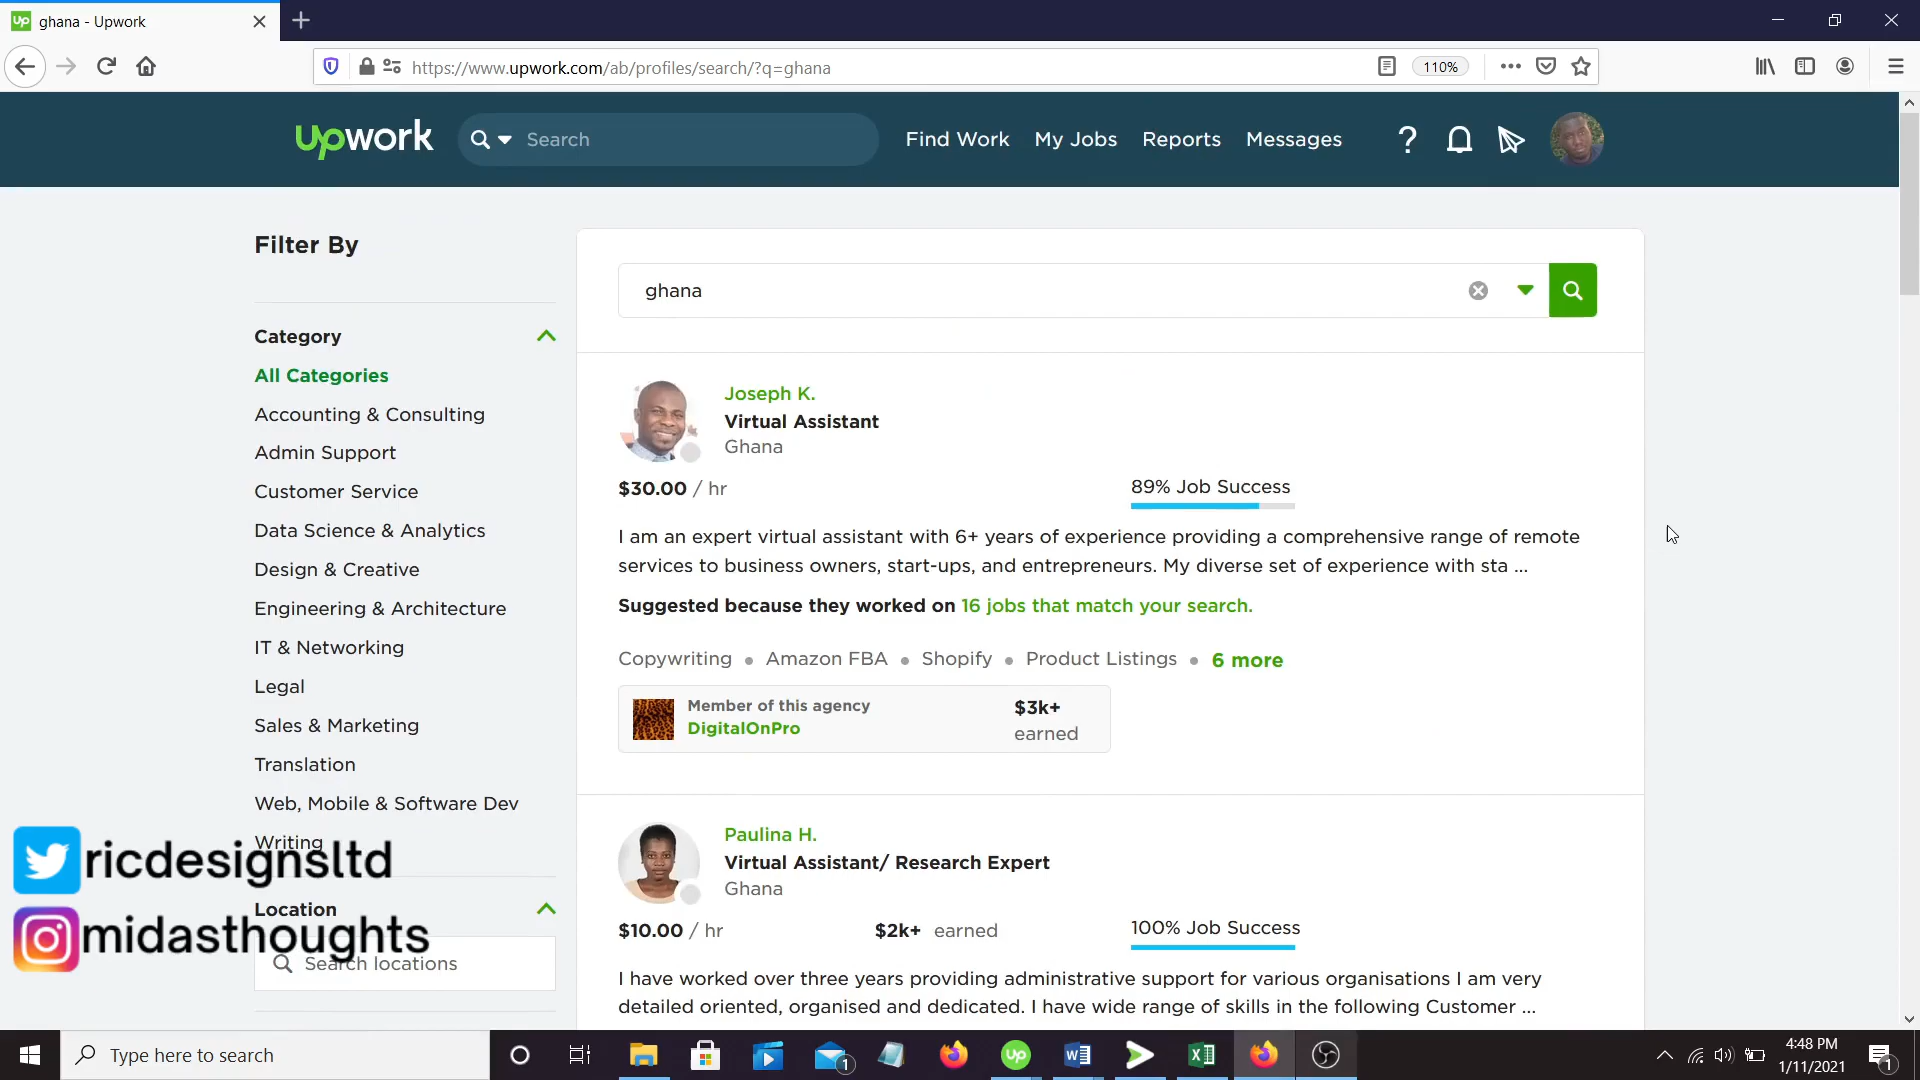 up ghana - Upwork
https://www.upwork.com/ab/profiles/search/?q=ghana
110%
upwork
Search
Find Work
My Jobs
Reports
Messages
?
Filter By
Category
All Categories
Accounting & Consulting
Admin Support
Customer Service
Data Science & Analytics
Design & Creative
Engineering & Architecture
IT & Networking
Legal
Sales & Marketing
Translation
Web, Mobile & Software Dev
Writing
ricdesignsltd
Location
midasthoughts
Search locations
ghana
Joseph K.
Virtual Assistant
Ghana
$30.00 / hr
89% Job Success
I am an expert virtual assistant with 6+ years of experience providing a comprehensive range of remote
services to business owners, start-ups, and entrepreneurs. My diverse set of experience with sta ...
Suggested because they worked on 16 jobs that match your search.
Copywriting • Amazon FBA • Shopify • Product Listings • 6 more
Member of this agency
DigitalOnPro
$3k+
earned
Paulina H.
Virtual Assistant/ Research Expert
Ghana
$10.00 / hr
$2k+ earned
100% Job Success
I have worked over three years providing administrative support for various organisations I am very
detailed oriented, organised and dedicated. I have wide range of skills in the following Customer ...
Type here to search
1
up
W
X
4:48 PM
1/11/2021
1